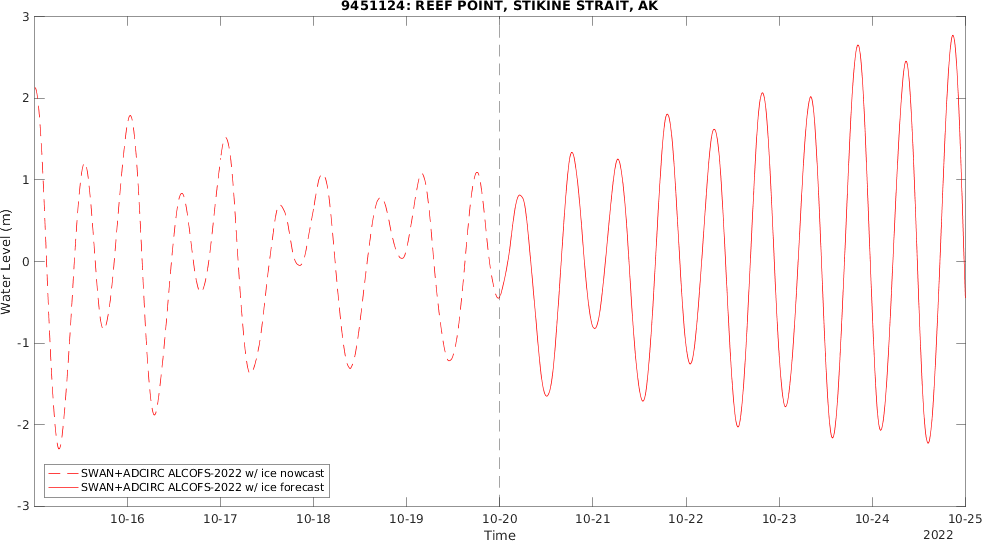 9451124: REEF POINT, STIKINE STRAIT, AK
3
2
1
0
-1
-2
-3
Water Level (m)
SWAN+ADCIRC ALCOFS-2022 w/ ice nowcast
SWAN+ADCIRC ALCOFS-2022 w/ ice forecast
10-16 10-17 10-18 10-19 10-20 10-21 10-22 10-23 10-24 10-25
Time
2022